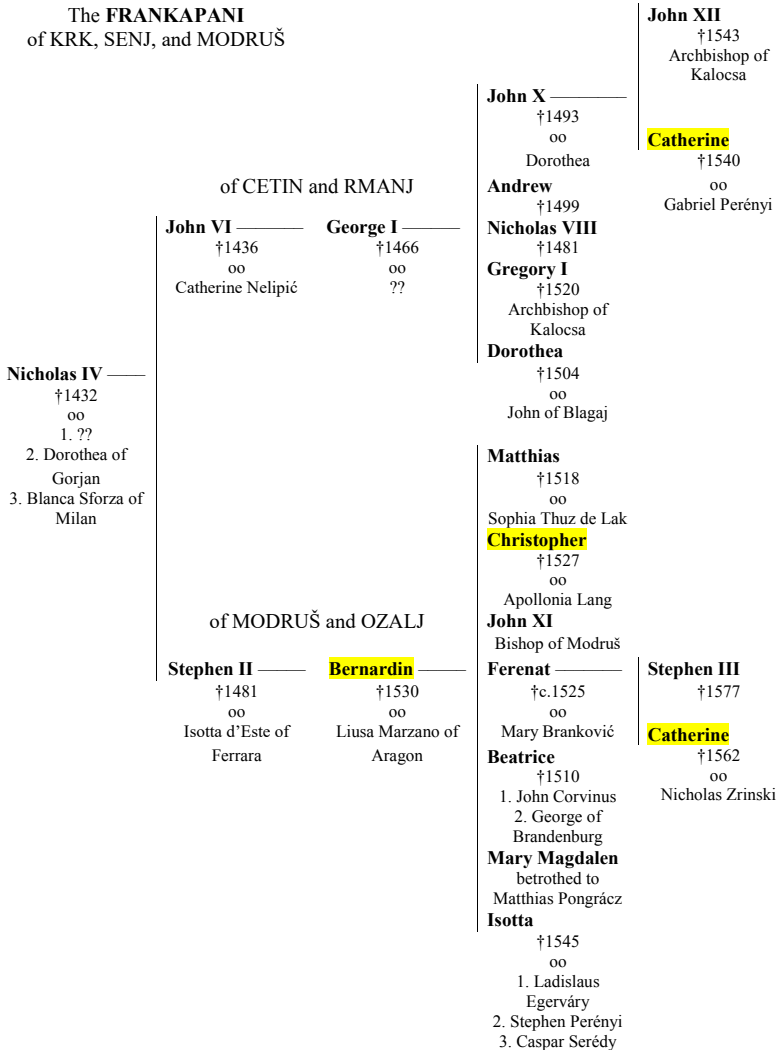 The FRANKAPANI
of KRK, SENJ, and MODRUŠ
John XII
†1543
Archbishop of
Kalocsa
John X
†1493
oo
Dorothea
Catherine
†1540
oo
Gabriel Perényi
of CETIN and RMANJ
Andrew
†1499
John VI
†1436
oo
Catherine Nelipić
George I
†1466
oo
??
Nicholas VIII
†1481
Gregory I
†1520
Archbishop of
Kalocsa
Dorothea
†1504
oo
John of Blagaj
Nicholas IV
†1432
oo
1. ??
2. Dorothea of
Gorjan
3. Blanca Sforza of
Milan
Matthias
†1518
oo
Sophia Thuz de Lak
Christopher
†1527
oo
Apollonia Lang
of MODRUŠ and OZALJ
John XI
Bishop of Modruš
Stephen II
†1481
oo
Isotta d’Este of
Ferrara
Bernardin
†1530
oo
Liusa Marzano of
Aragon
Ferenat
†c.1525
oo
Mary Branković
Stephen III
†1577
Catherine
†1562
oo
Nicholas Zrinski
Beatrice
†1510
1. John Corvinus
2. George of
Brandenburg
Mary Magdalen
betrothed to
Matthias Pongrácz
Isotta
†1545
oo
1. Ladislaus
Egerváry
2. Stephen Perényi
3. Caspar Serédy